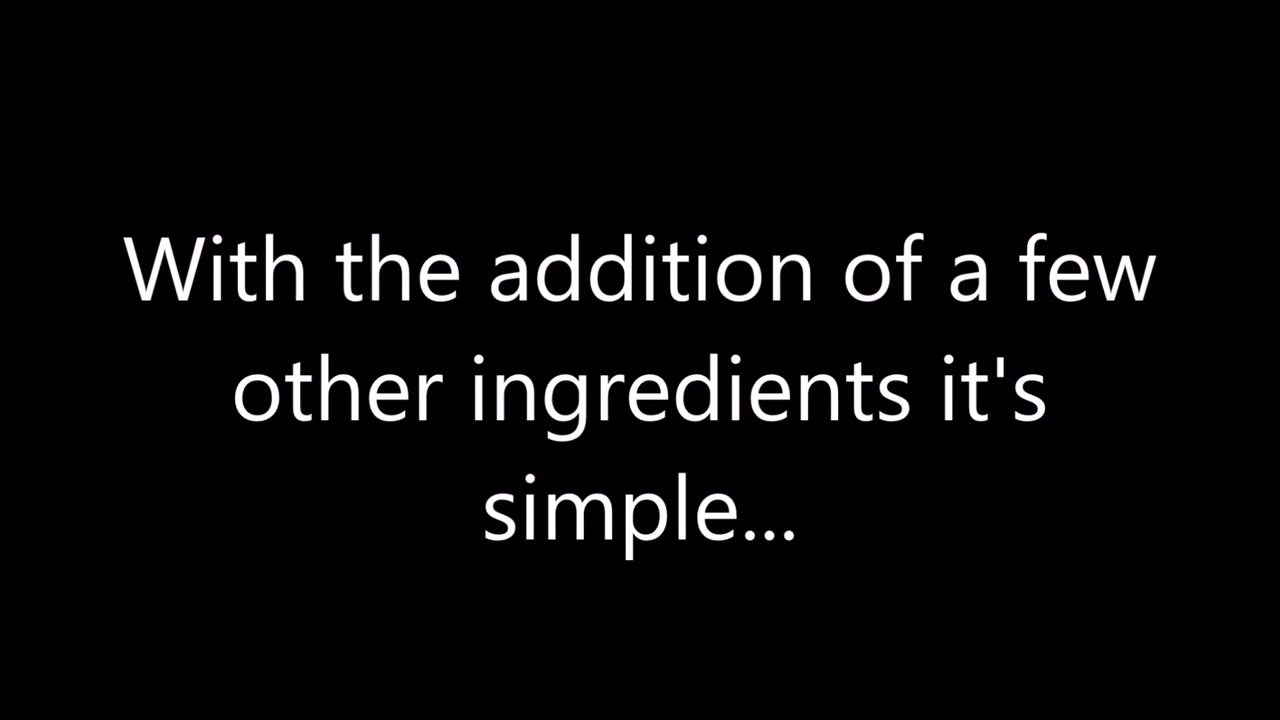 With the addition of a few
other ingredients it's
simple...